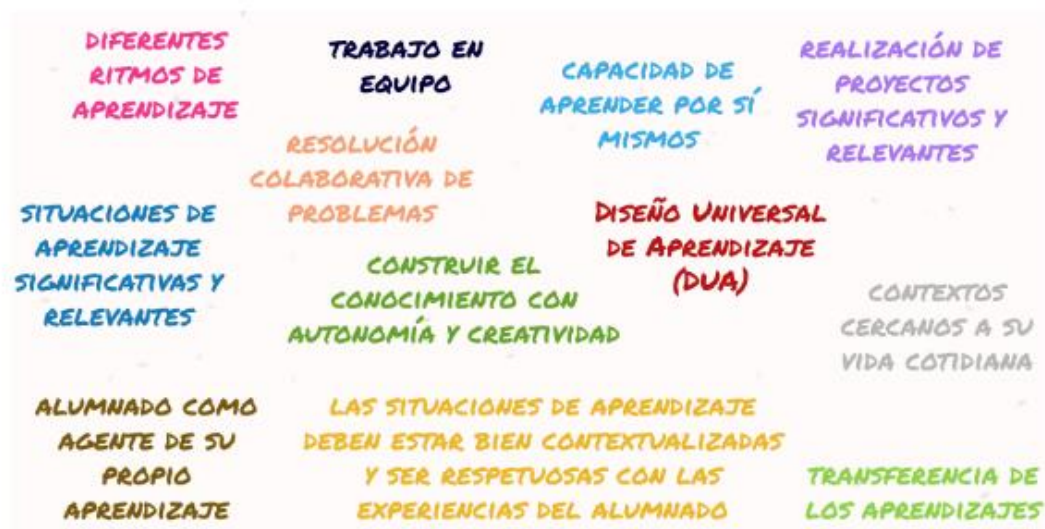 DIFERENTES
RITMOS DE
APRENDIZAJE
TRABAJO EN
EQUIPO
CAPACIDAD DE
APRENDER POR SÍ
MISMOS
REALIZACIÓN DE
PROYECTOS
SIGNIFICATIVOS Y
RELEVANTES
RESOLUCIÓN
COLABORATIVA DE
PROBLEMAS
SITUACIONES DE
APRENDIZAJE
SIGNIFICATIVAS Y
RELEVANTES
CONSTRUIR EL
CONOCIMIENTO CON
AUTONOMÍA Y CREATIVIDAD
DISEÑO UNIVERSAL
DE APRENDIZAJE
(DUA)
CONTEXTOS
CERCANOS A SU
VIDA COTIDIANA
ALUMNADO COMO
AGENTE DE SU
PROPIO
APRENDIZAJE
LAS SITUACIONES DE APRENDIZAJE
DEBEN ESTAR BIEN CONTEXTUALIZADAS
Y SER RESPETUOSAS CON LAS
EXPERIENCIAS DEL ALUMNADO
TRANSFERENCIA DE
LOS APRENDIZAJES